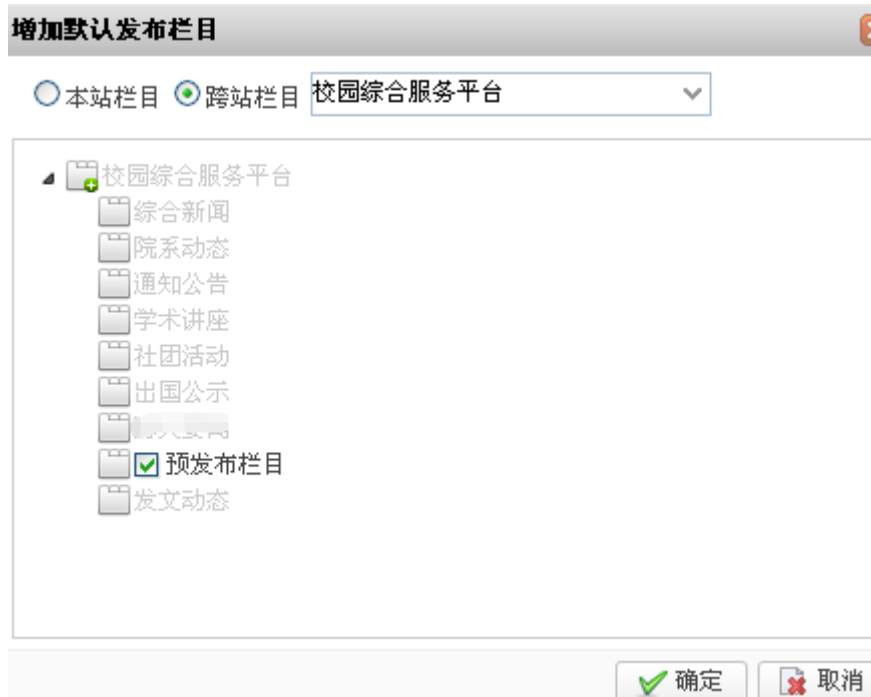 增加默认发布栏目
本站栏目 跨站栏目 校园综合服务平台
校园综合服务平台
综合新闻
院系动态
通知公告
学术讲座
社团活动
出国公示
预发布栏目
发文动态
确定 取消